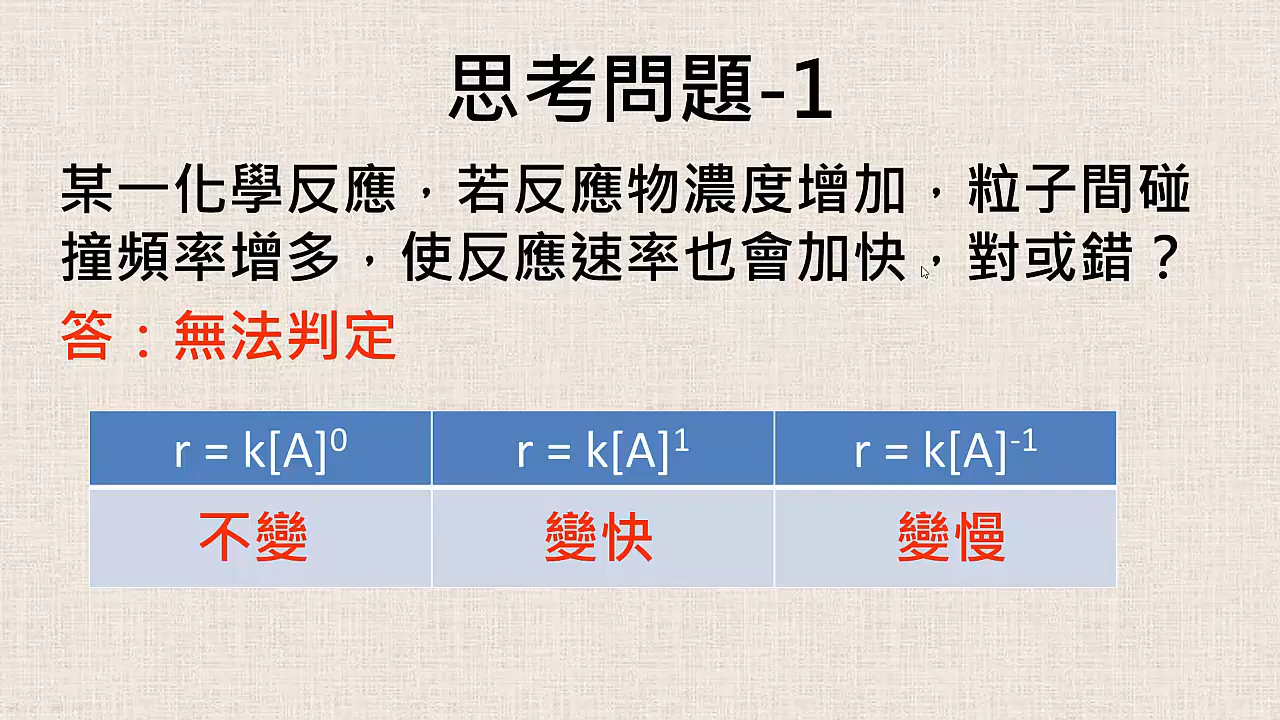 思考問題-1
某一化學反應，若反應物濃度增加，粒子間碰
撞頻率增多，使反應速率也會加快，對或錯？
答：無法判定
r = k[A]⁰
r = k[A]¹
r = k[A]⁻¹
不變
變快
變慢